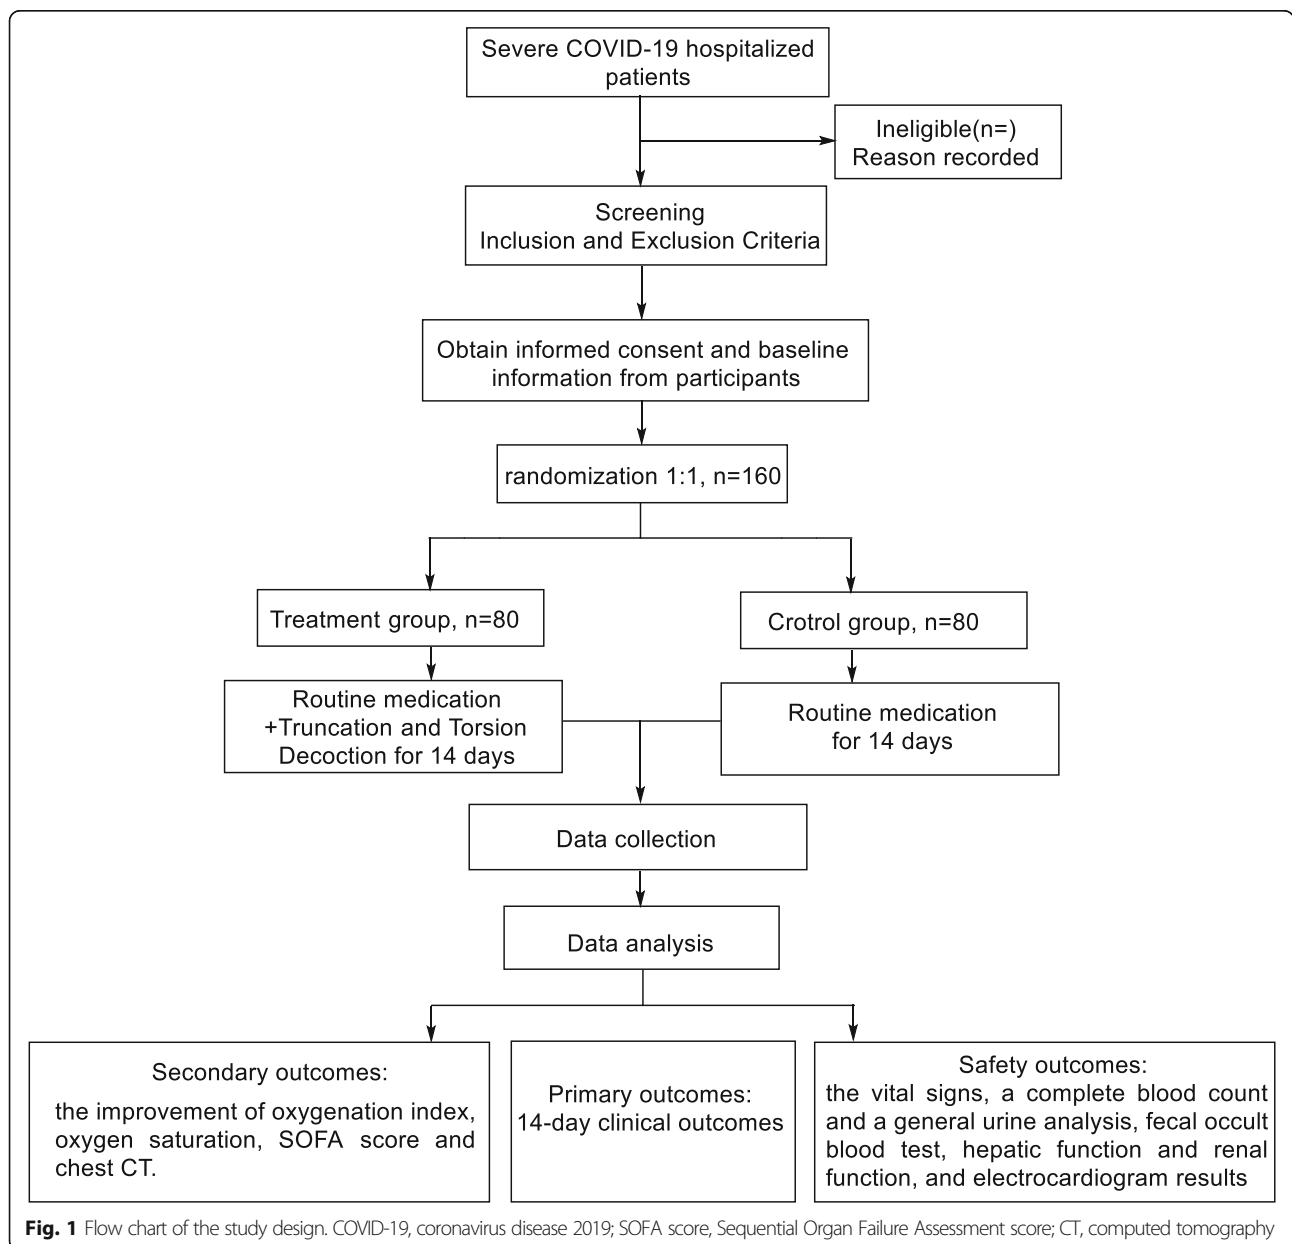 Severe COVID-19 hospitalized
patients
Ineligible(n=)
Reason recorded
Screening
Inclusion and Exclusion Criteria
Obtain informed consent and baseline
information from participants
randomization 1:1, n=160
Treatment group, n=80
Crotrol group, n=80
Routine medication
+Truncation and Torsion
Decoction for 14 days
Routine medication
for 14 days
Data collection
Data analysis
Secondary outcomes:
the improvement of oxygenation index,
oxygen saturation, SOFA score and
chest CT.
Primary outcomes:
14-day clinical outcomes
Safety outcomes:
the vital signs, a complete blood count
and a general urine analysis, fecal occult
blood test, hepatic function and renal
function, and electrocardiogram results
Fig. 1 Flow chart of the study design. COVID-19, coronavirus disease 2019; SOFA score, Sequential Organ Failure Assessment score; CT, computed tomography